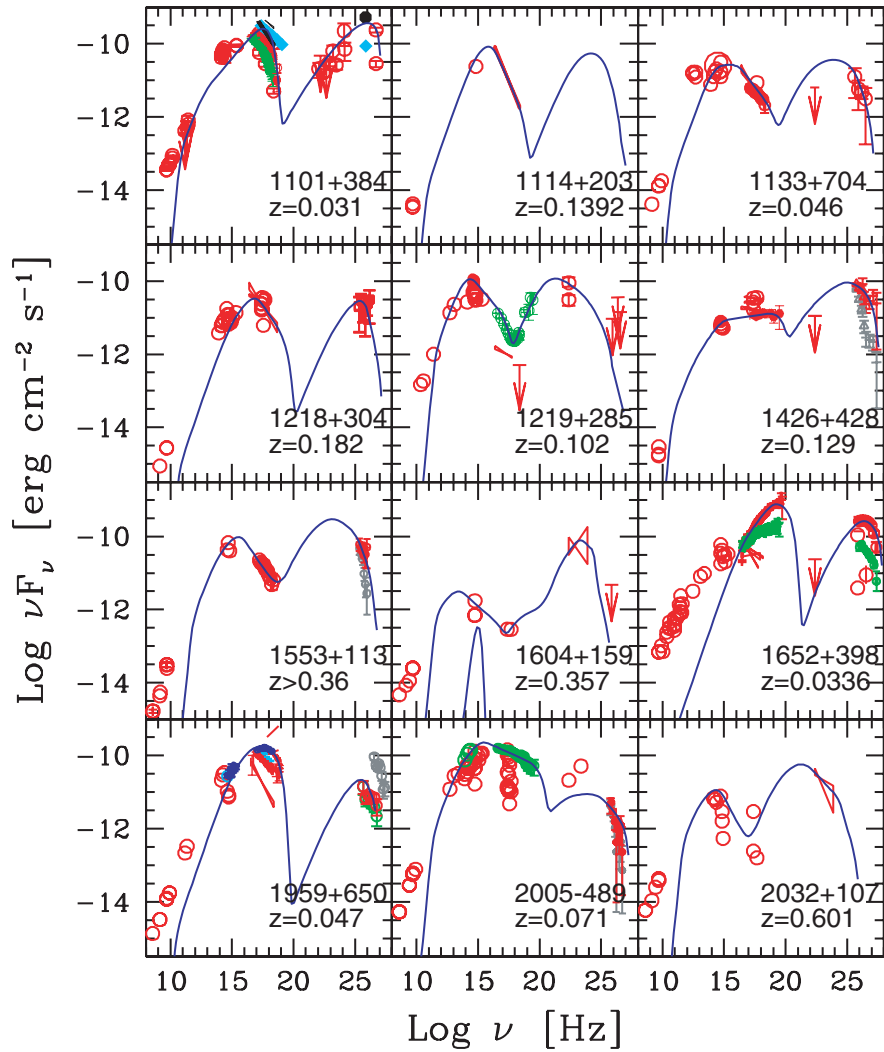 −10
−12
−14
1101+384
z=0.031
1114+203
z=0.1392
1133+704
z=0.046
−10
−12
−14
1218+304
z=0.182
1219+285
z=0.102
1426+428
z=0.129
−10
−12
−14
1553+113
z>0.36
1604+159
z=0.357
1652+398
z=0.0336
−10
−12
−14
1959+650
z=0.047
2005-489
z=0.071
2032+107
z=0.601
10 15 20 25
10 15 20 25
10 15 20 25
Log νFν [erg cm−2 s−1]
Log ν [Hz]